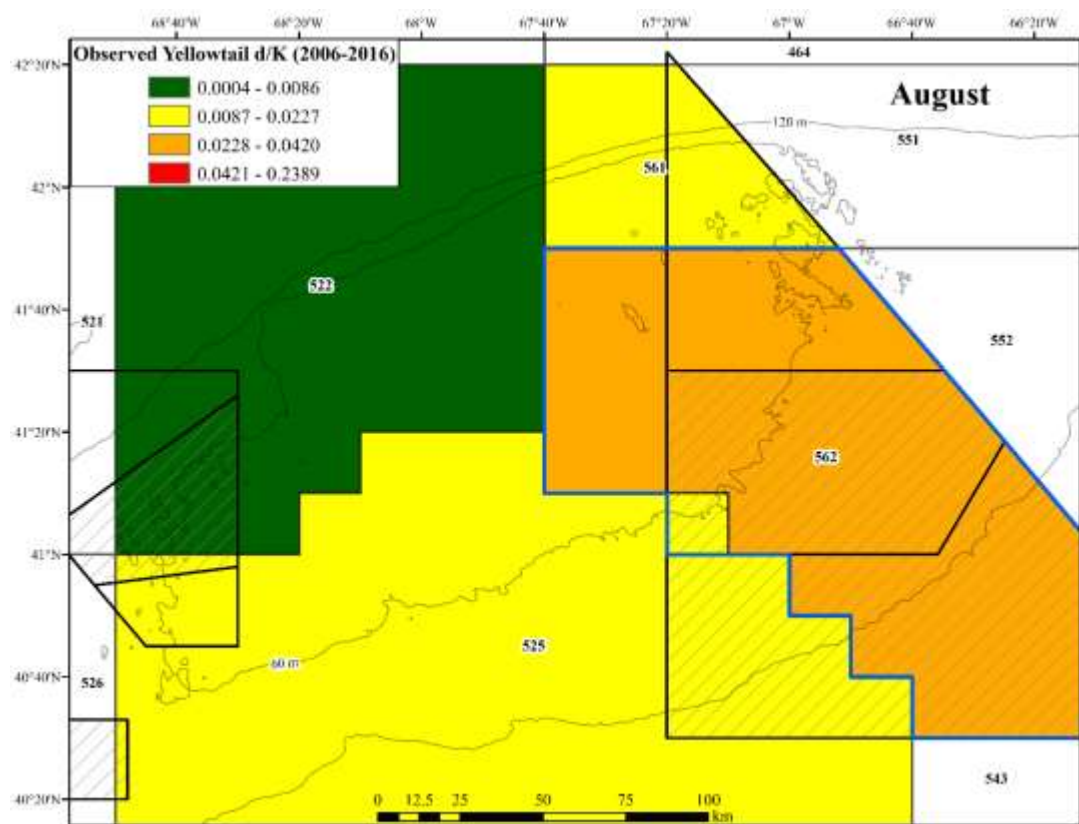 68°40'W 68°20'W 68°W 67°40'W 67°20'W 67°W 66°40'W 66°20'W
Observed Yellowtail d/K (2006-2016)
0.0004 - 0.0086
0.0087 - 0.0227
0.0228 - 0.0420
0.0421 - 0.2389
August
464
42°20'N
120 m
551
561
42°N
522
41°40'N
521
552
41°20'N
562
41°N
525
60 m
40°40'N
526
543
40°20'N
0 12.5 25 50 75 100
km